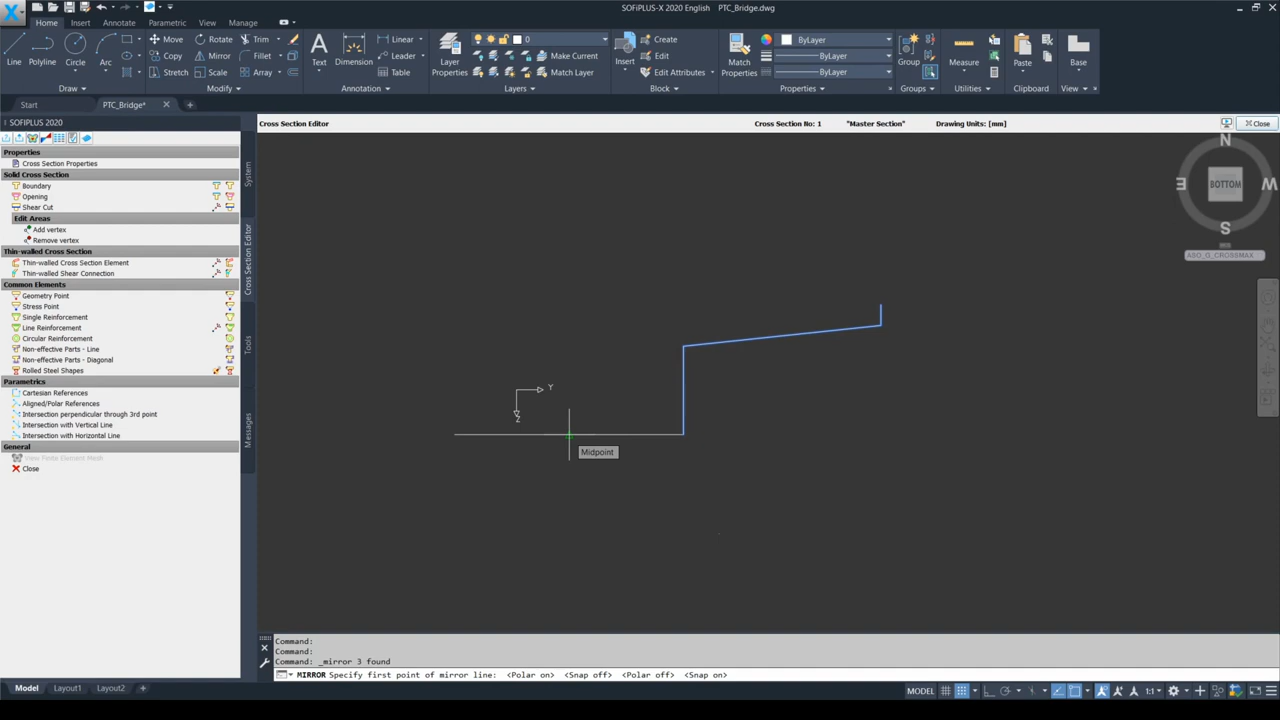 SOFiPLUS-X 2020 English PTC_Bridge.dwg
Home Insert Annotate Parametric View Manage
Line Polyline Circle Arc
Move Rotate Trim
Copy Mirror Fillet
Stretch Scale Array
Text Dimension
Linear
Leader
Table
Layer Properties
0
Make Current
Match Layer
Insert
Create
Edit
Edit Attributes
Match Properties
ByLayer
ByLayer
ByLayer
Group
Measure
Paste
Base
Draw Modify Annotation Layers Block Properties Groups Utilities Clipboard View
Start PTC_Bridge*
SOFIPLUS 2020
Cross Section Editor Cross Section No: 1 "Master Section" Drawing Units: [mm] Close
Properties
Cross Section Properties
Solid Cross Section
Boundary
Opening
Shear Cut
Edit Areas
Add vertex
Remove vertex
Thin-walled Cross Section
Thin-walled Cross Section Element
Thin-walled Shear Connection
Common Elements
Geometry Point
Stress Point
Single Reinforcement
Line Reinforcement
Circular Reinforcement
Non-effective Parts - Line
Non-effective Parts - Diagonal
Rolled Steel Shapes
Parametrics
Cartesian References
Aligned/Polar References
Intersection perpendicular through 3rd point
Intersection with Vertical Line
Intersection with Horizontal Line
General
View Finite Element Mesh
Close
System
Cross Section Editor
Tools
Messages
N
E BOTTOM W
S
ASO_G_CROSSMAX
Y
Z
Midpoint
Command:
Command:
Command: _mirror 3 found
MIRROR Specify first point of mirror line: <Polar on> <Snap off> <Polar off> <Snap on>
Model Layout1 Layout2
MODEL 1:1